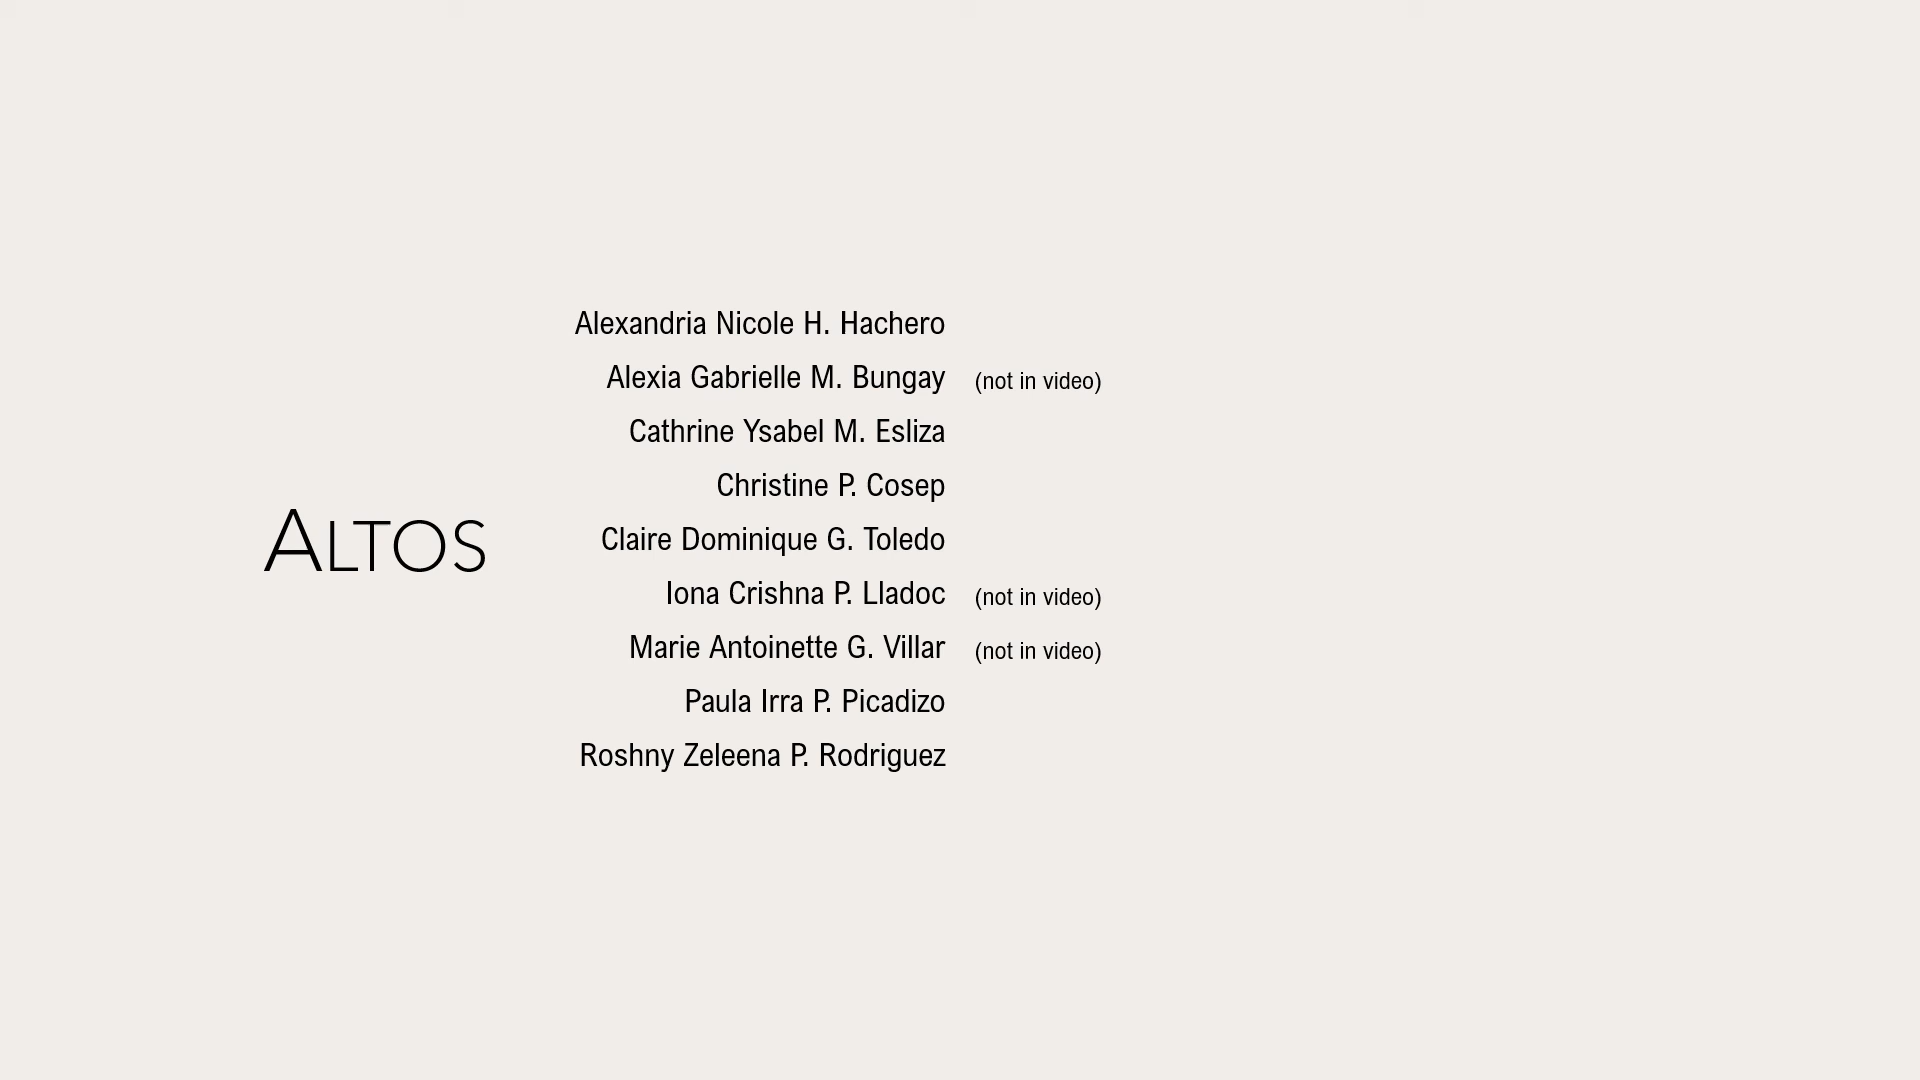 ALTOS
Alexandria Nicole H. Hachero
Alexia Gabrielle M. Bungay (not in video)
Cathrine Ysabel M. Esliza
Christine P. Cosep
Claire Dominique G. Toledo
Iona Crishna P. Lladoc (not in video)
Marie Antoinette G. Villar (not in video)
Paula Irra P. Picadizo
Roshny Zeleena P. Rodriguez